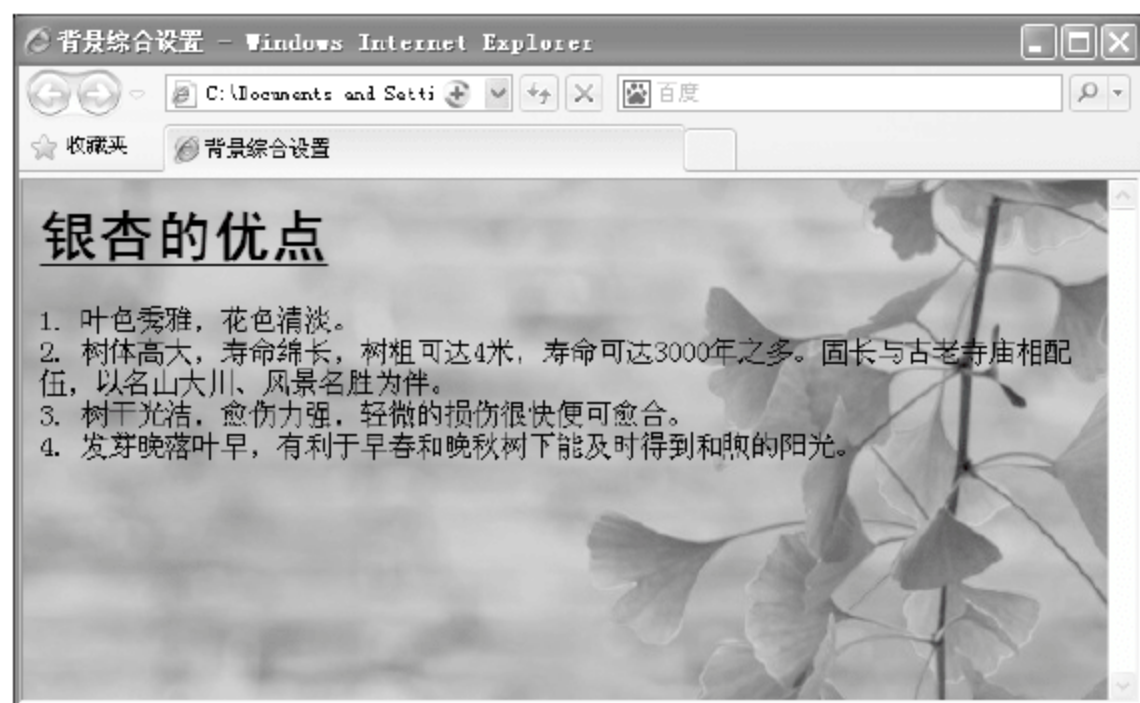 背景综合设置 - Windows Internet Explorer
C:\Documents and Setti
百度
收藏夹
背景综合设置
银杏的优点
1. 叶色秀雅，花色清淡。
2. 树体高大，寿命绵长，树粗可达4米，寿命可达3000年之多。固长与古老寺庙相配
伍，以名山大川、风景名胜为伴。
3. 树干光洁，愈伤力强，轻微的损伤很快便可愈合。
4. 发芽晚落叶早，有利于早春和晚秋树下能及时得到和煦的阳光。